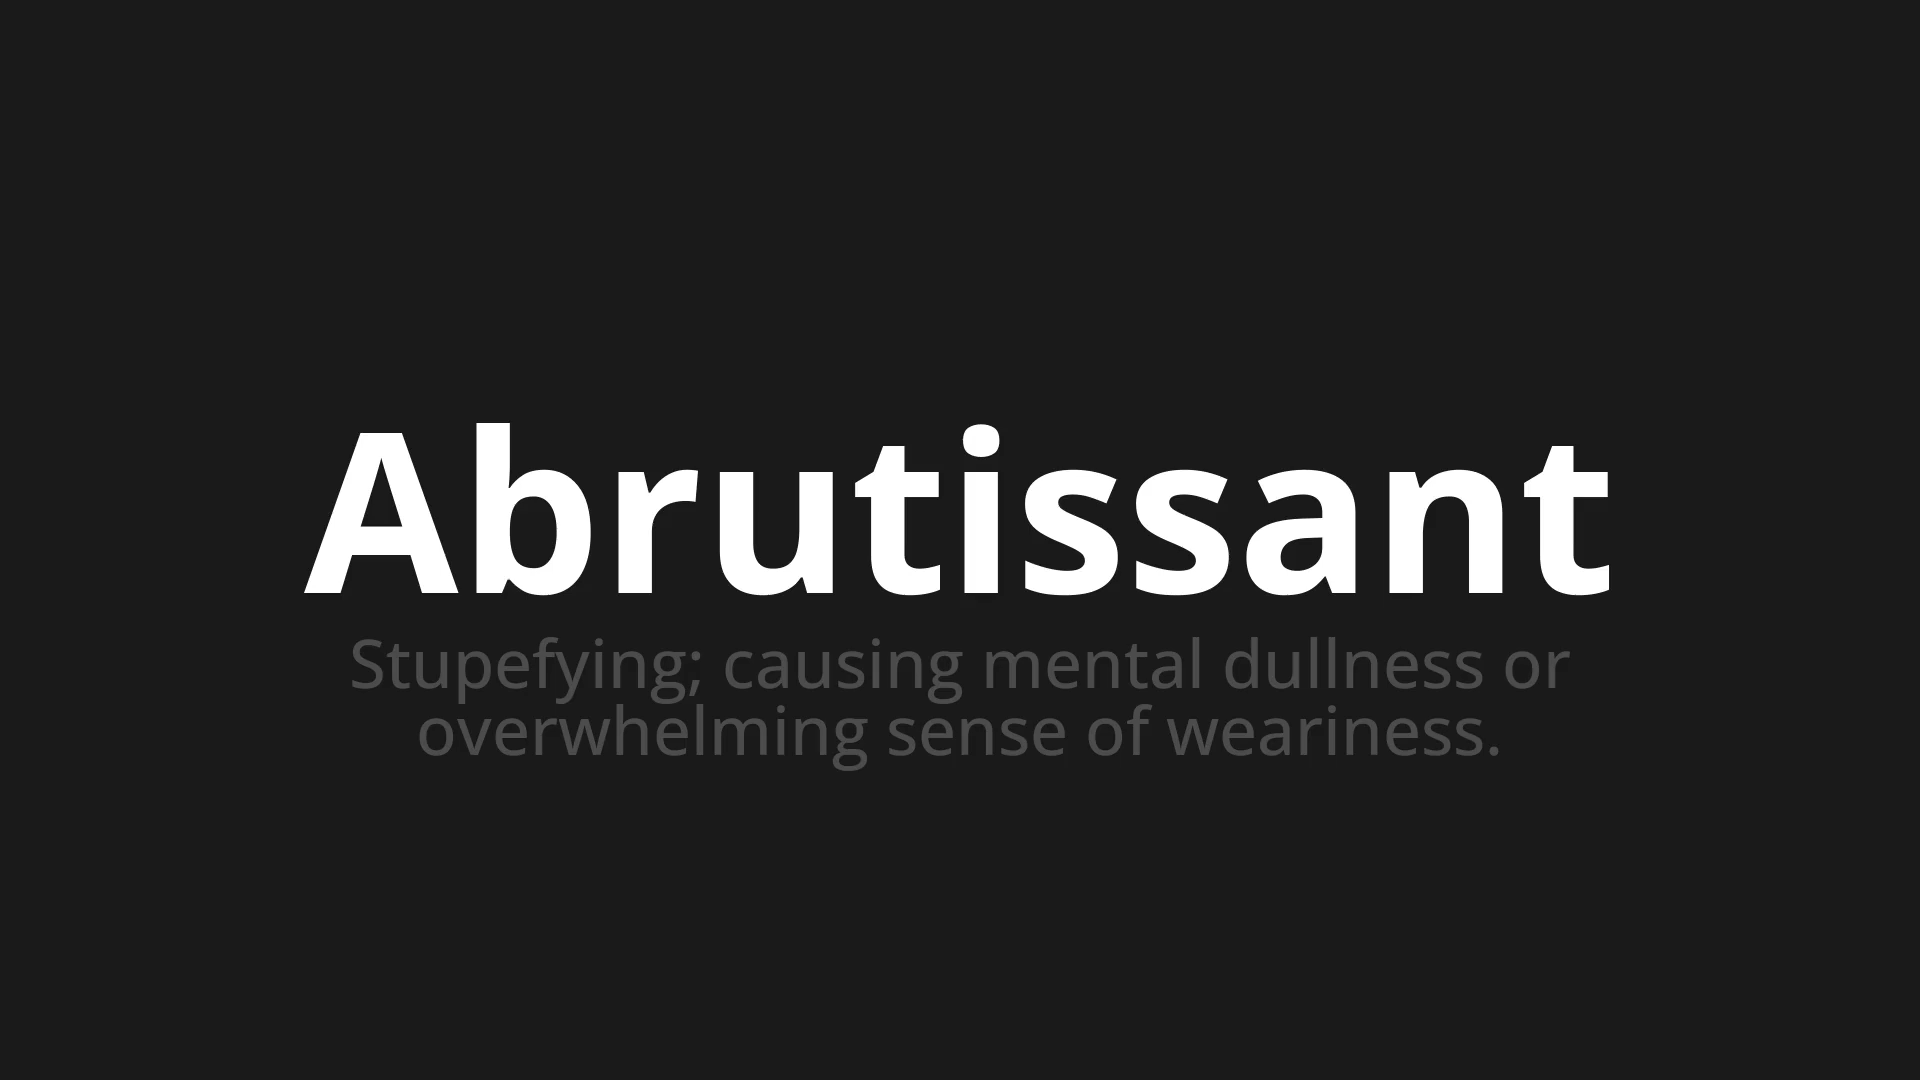 Abrutissant
Stupefying; causing mental dullness or
overwhelming sense of weariness.